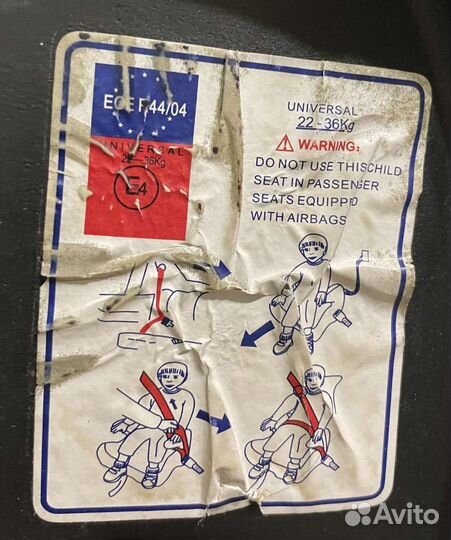 ECE R44/04
UNIVERSAL
22-36Kg
E4
UNIVERSAL
22-36Kg
WARNING:
DO NOT USE THISCHILD
SEAT IN PASSENGER
SEATS EQUIPPD
WITH AIRBAGS
Avito